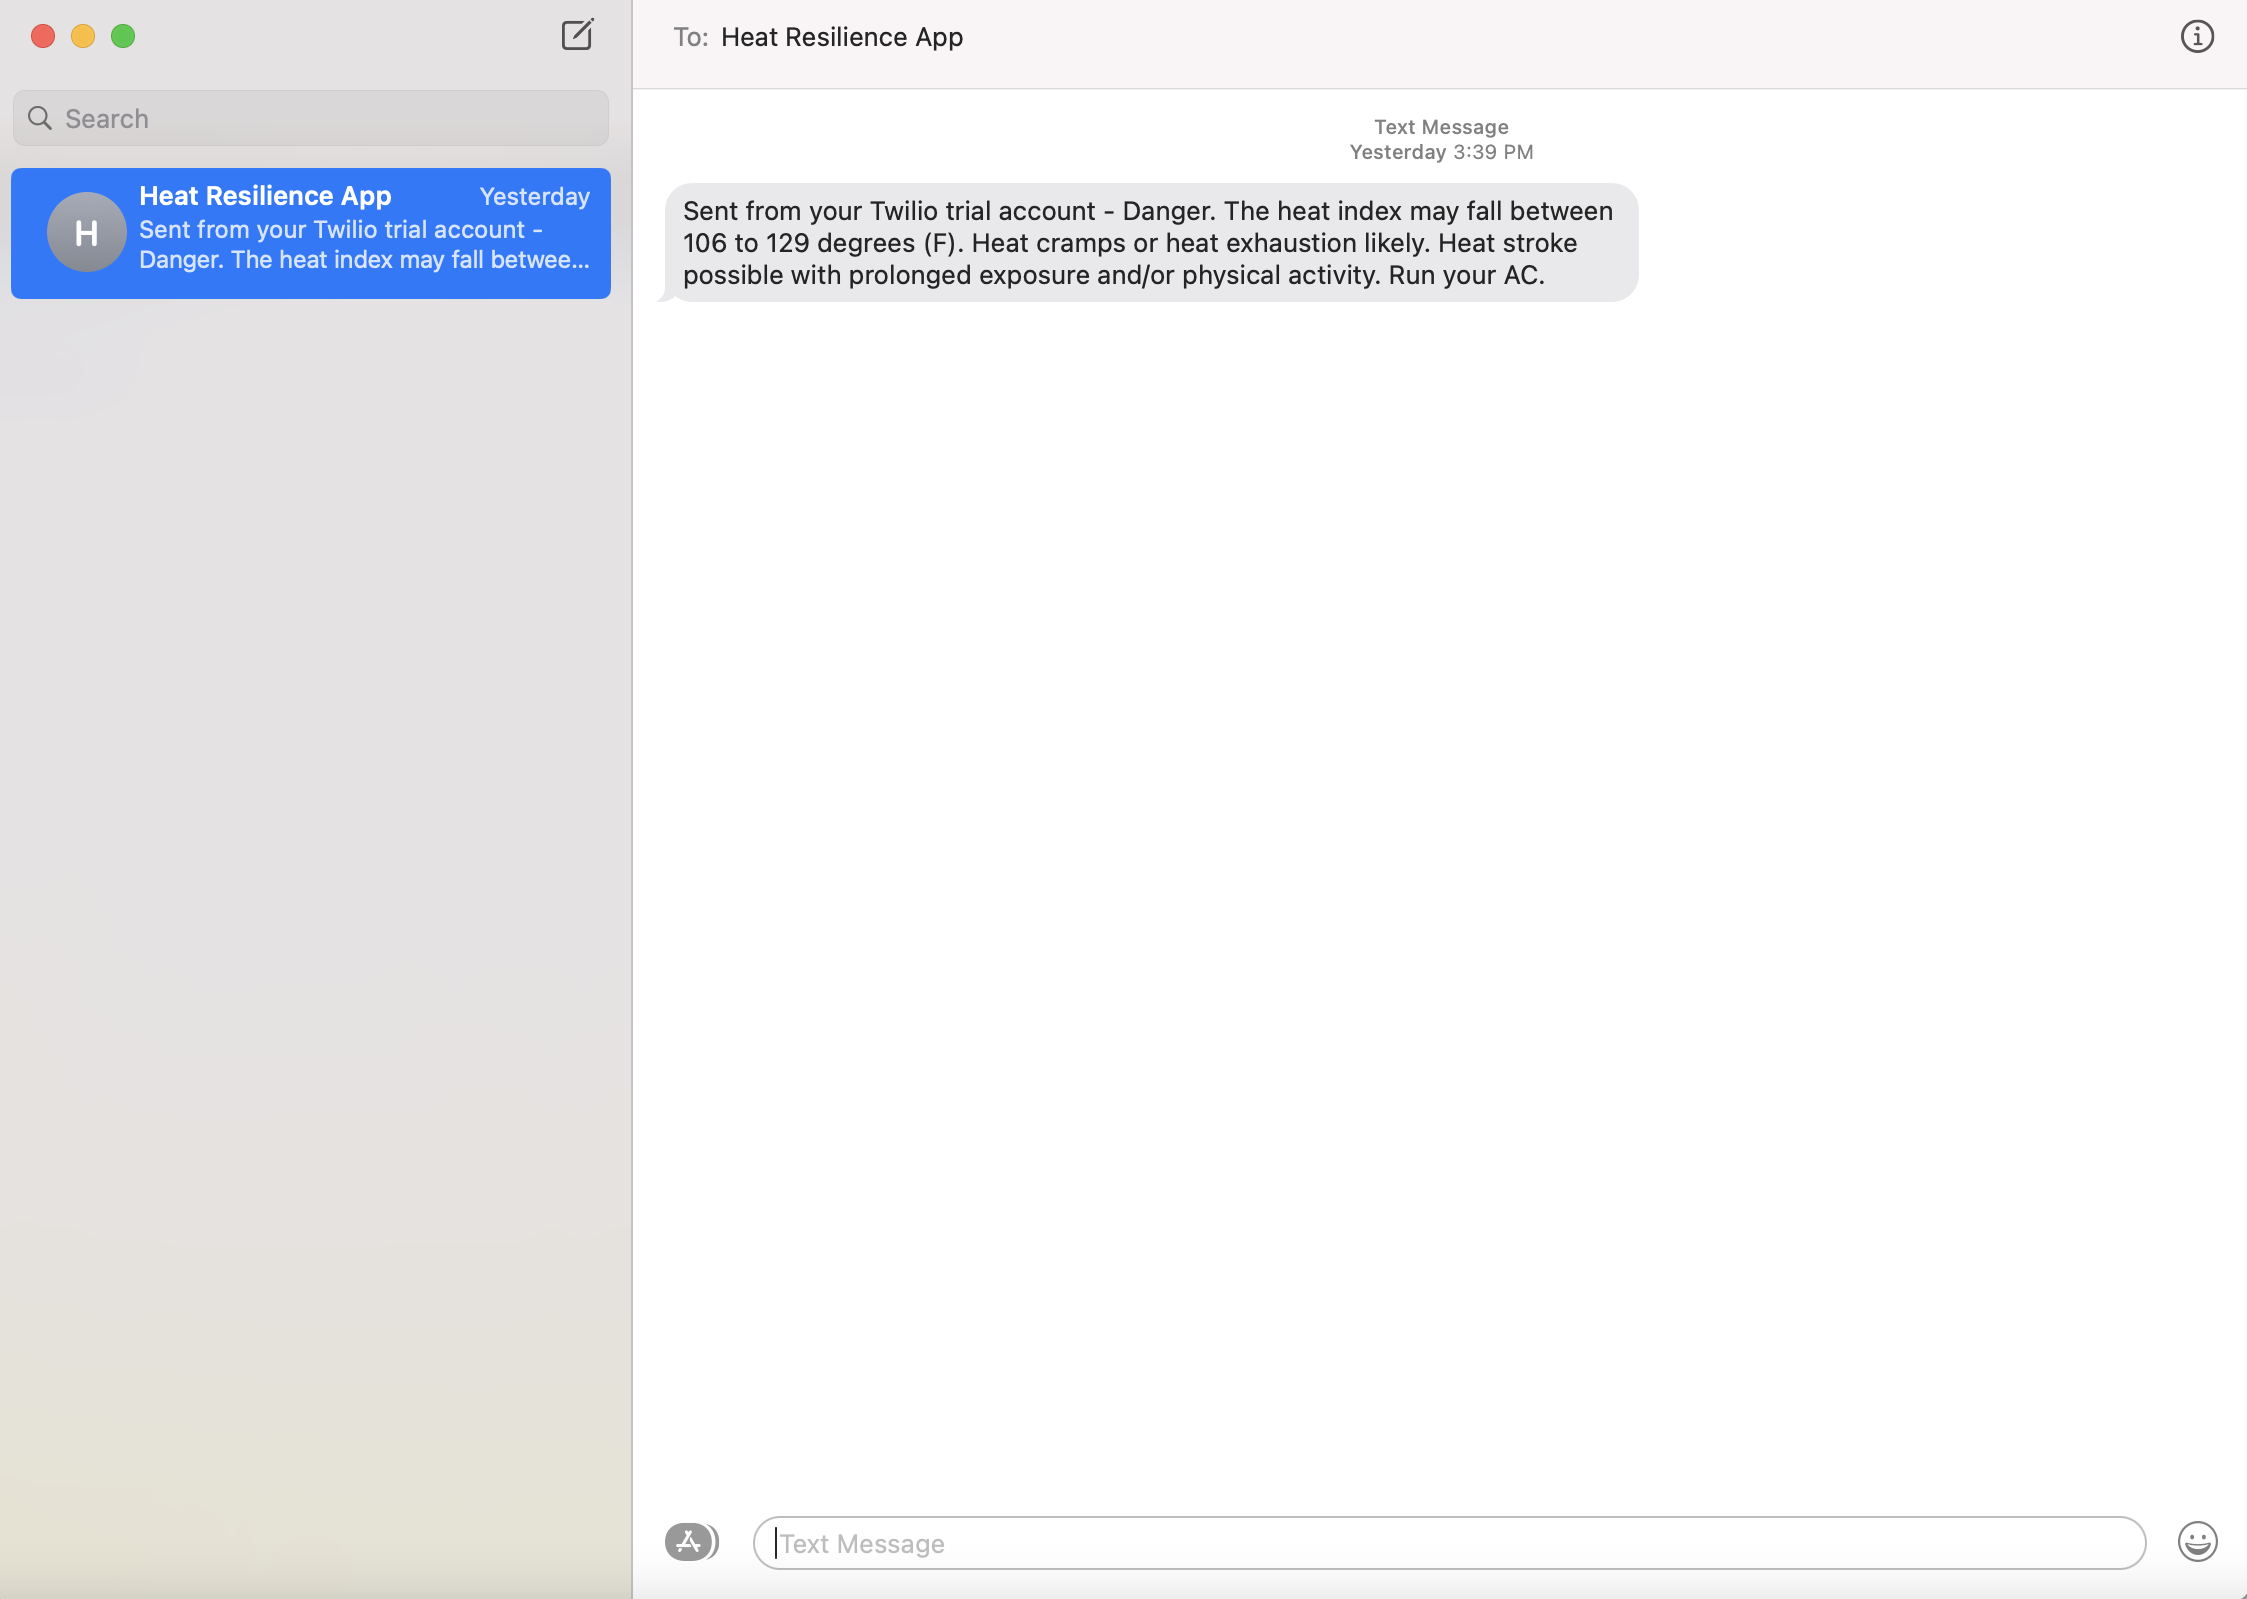 Search
Heat Resilience App
Yesterday
H
Sent from your Twilio trial account -
Danger. The heat index may fall betwee...
To: Heat Resilience App
Text Message
Yesterday 3:39 PM
Sent from your Twilio trial account - Danger. The heat index may fall between
106 to 129 degrees (F). Heat cramps or heat exhaustion likely. Heat stroke
possible with prolonged exposure and/or physical activity. Run your AC.
Text Message